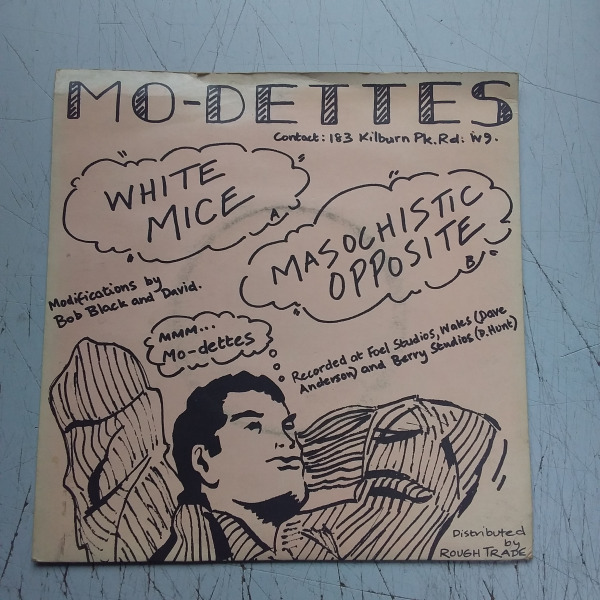 MO-DETTES
Contact: 183 Kilburn Pk. Rd. W9.
"WHITE
MICE"
A
"MASOCHISTIC
OPPOSITE"
B
Modifications by
Bob Black and David.
MMM...
Mo-dettes
Recorded at Foel Studios, Wales (Dave
Anderson) and Berry Studios (D. Hunt)
Distributed
by
ROUGH TRADE